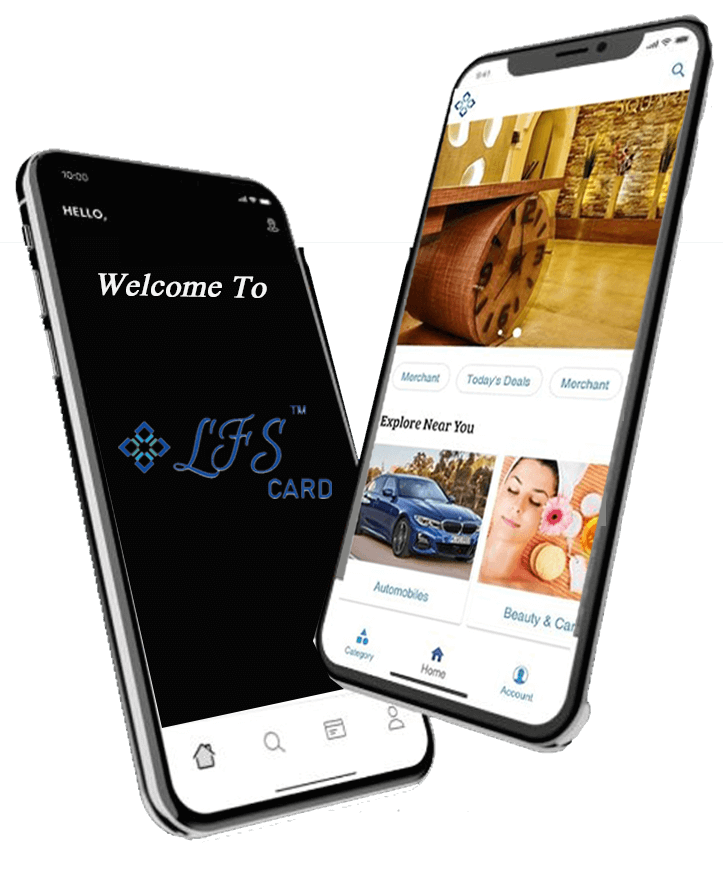 10:00
HELLO,
Welcome To
LFS™
CARD
9:41
Merchant
Today's Deals
Merchant
Explore Near You
Automobiles
Beauty & Car
Category
Home
Account